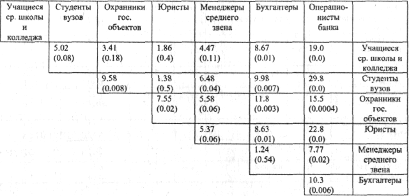 Учащиеся Студенты Охранники Юристы Менеджеры Бухгалтеры Операцио-
ср. школы вузов гос. среднего нисты
и объектов звена банка
колледжа
5.02 3.41 1.86 4.47 8.67 19.0 Учащиеся
(0.08) (0.18) (0.4) (0.11) (0.01) (0.0) ср. школы и
колледжа
9.58 1.38 6.48 9.98 29.8 Студенты
(0.008) (0.5) (0.04) (0.007) (0.0) вузов
7.55 5.58 11.8 15.5 Охранники
(0.02) (0.06) (0.003) (0.0004) гос.
объектов
5.37 8.63 22.8 Юристы
(0.06) (0.01) (0.0)
1.24 7.77 Менеджеры
(0.54) (0.02) среднего
звена
10.3 Бухгалтеры
(0.006)